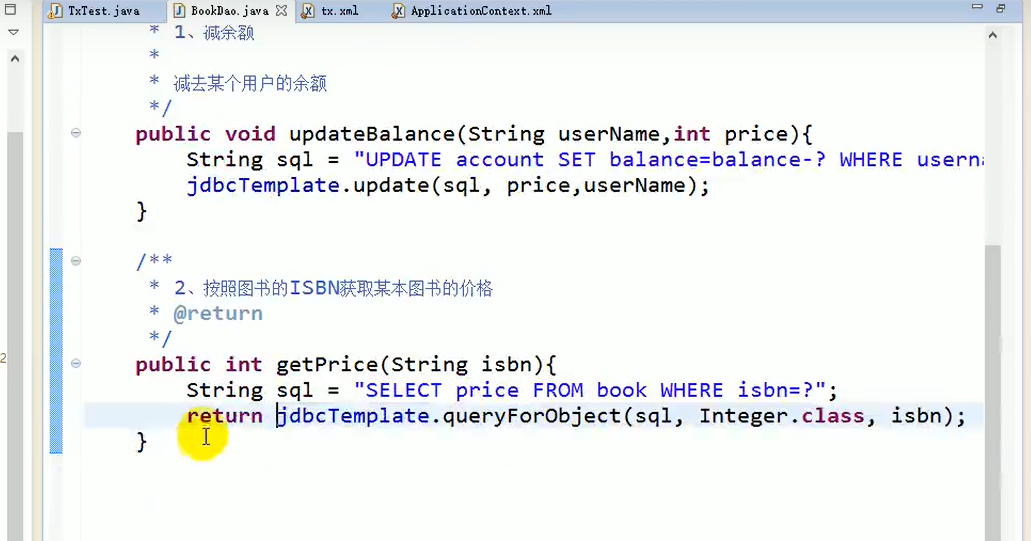 TxTest.java BookDao.java tx.xml ApplicationContext.xml
* 1、减余额
*
* 减去某个用户的余额
*/
public void updateBalance(String userName,int price){
String sql = "UPDATE account SET balance=balance-? WHERE userna
jdbcTemplate.update(sql, price,userName);
}
/**
* 2、按照图书的ISBN获取某本图书的价格
* @return
*/
public int getPrice(String isbn){
String sql = "SELECT price FROM book WHERE isbn=?";
return jdbcTemplate.queryForObject(sql, Integer.class, isbn);
}
2